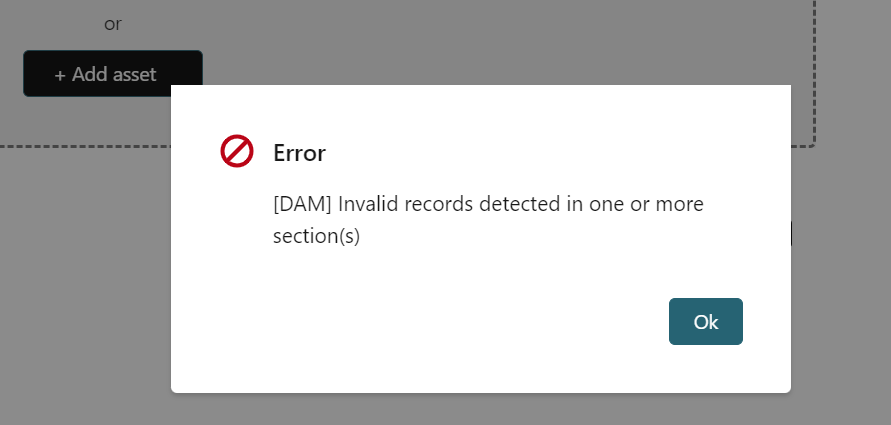 or
+ Add asset
Error
[DAM] Invalid records detected in one or more
section(s)
Ok